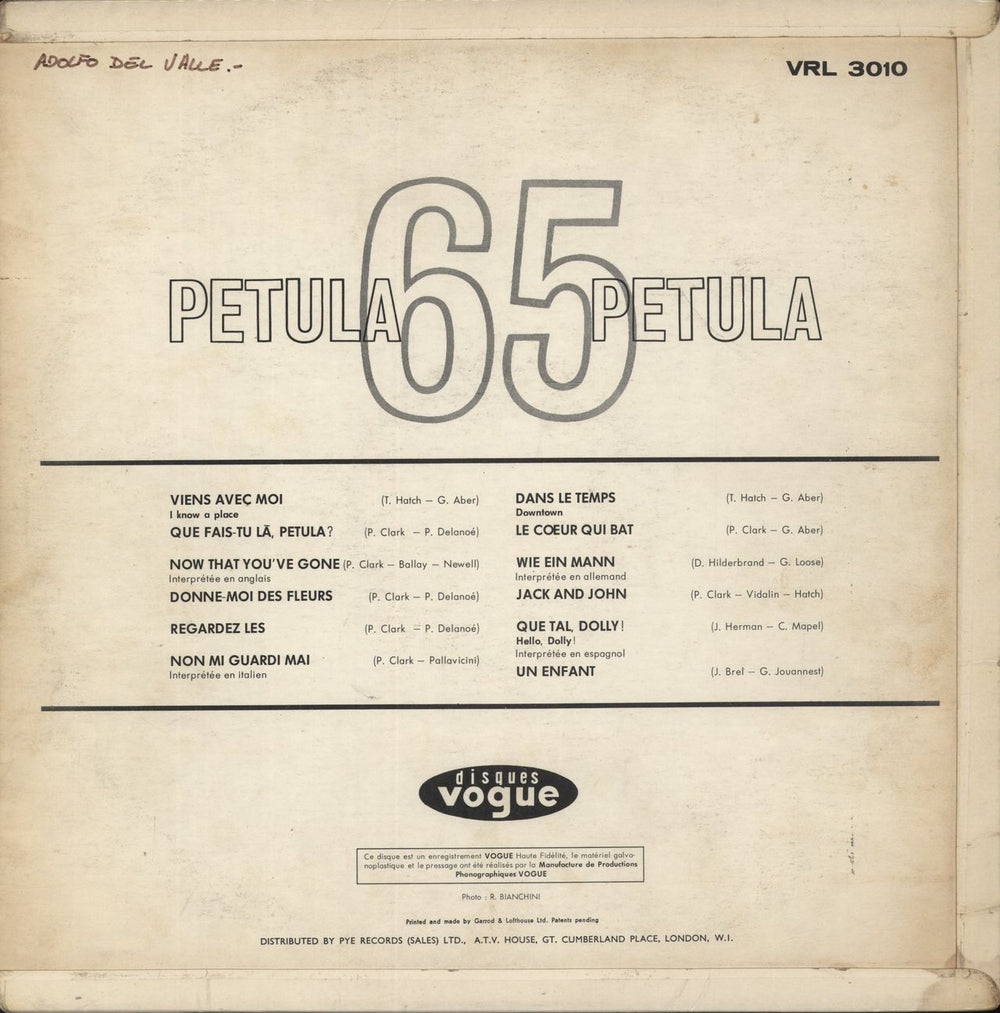 ADOLFO DEL VALLE.-
VRL 3010
PETULA 65 PETULA
VIENS AVEC MOI (T. Hatch – G. Aber)
I know a place
QUE FAIS-TU LĀ, PETULA? (P. Clark – P. Delanoé)
NOW THAT YOU'VE GONE (P. Clark – Ballay – Newell)
Interprétée en anglais
DONNE-MOI DES FLEURS (P. Clark – P. Delanoé)
REGARDEZ LES (P. Clark – P. Delanoé)
NON MI GUARDI MAI (P. Clark – Pallavicini)
Interprétée en italien
DANS LE TEMPS (T. Hatch – G. Aber)
Downtown
LE CŒUR QUI BAT (P. Clark – G. Aber)
WIE EIN MANN (D. Hilderbrand – G. Loose)
Interprétée en allemand
JACK AND JOHN (P. Clark – Vidalin – Hatch)
QUE TAL, DOLLY! (J. Herman – C. Mapel)
Hello, Dolly!
Interprétée en espagnol
UN ENFANT (J. Brel – G. Jouannest)
disques
vogue
Ce disque est un enregistrement VOGUE Haute Fidélité, le matériel galva-
noplastique et le pressage ont été réalisés par la Manufacture de Productions
Phonographiques VOGUE
Photo : R. BIANCHINI
Printed and made by Garrod & Lofthouse Ltd. Patents pending
DISTRIBUTED BY PYE RECORDS (SALES) LTD., A.T.V. HOUSE, GT. CUMBERLAND PLACE, LONDON, W.I.